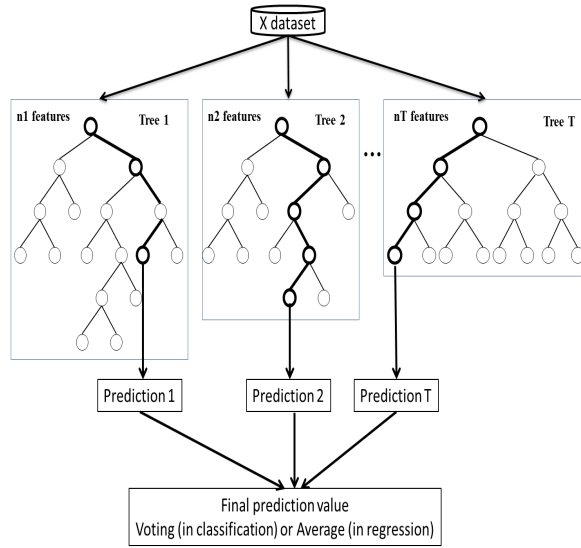 X dataset
n1 features
Tree 1
n2 features
Tree 2
...
nT features
Tree T
Prediction 1
Prediction 2
Prediction T
Final prediction value
Voting (in classification) or Average (in regression)